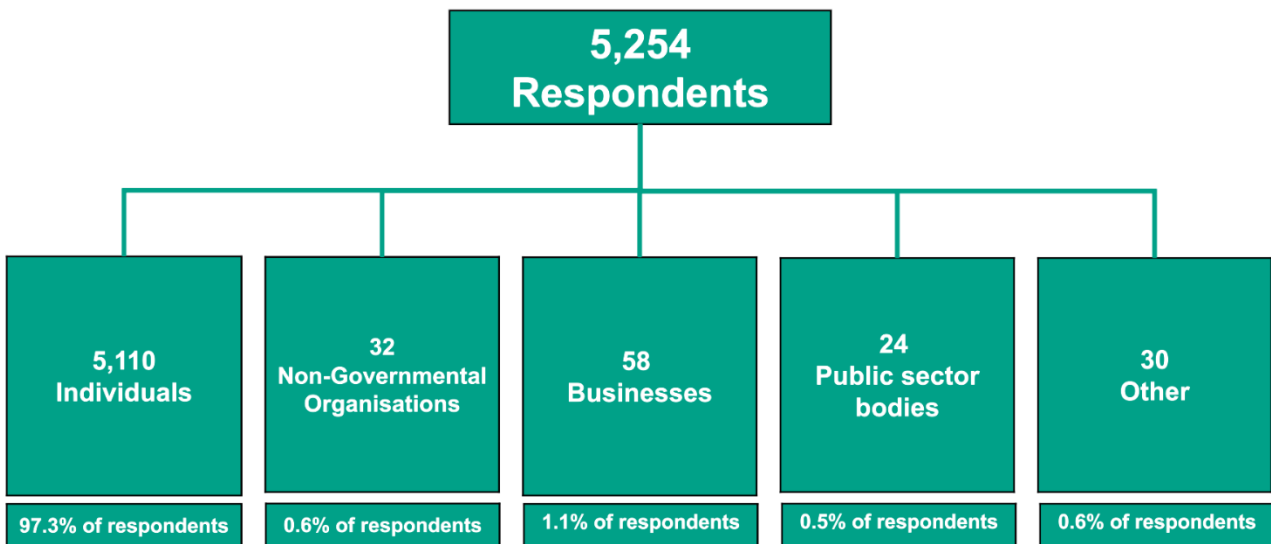 5,254
Respondents
5,110
Individuals
32
Non-Governmental
Organisations
58
Businesses
24
Public sector
bodies
30
Other
97.3% of respondents
0.6% of respondents
1.1% of respondents
0.5% of respondents
0.6% of respondents